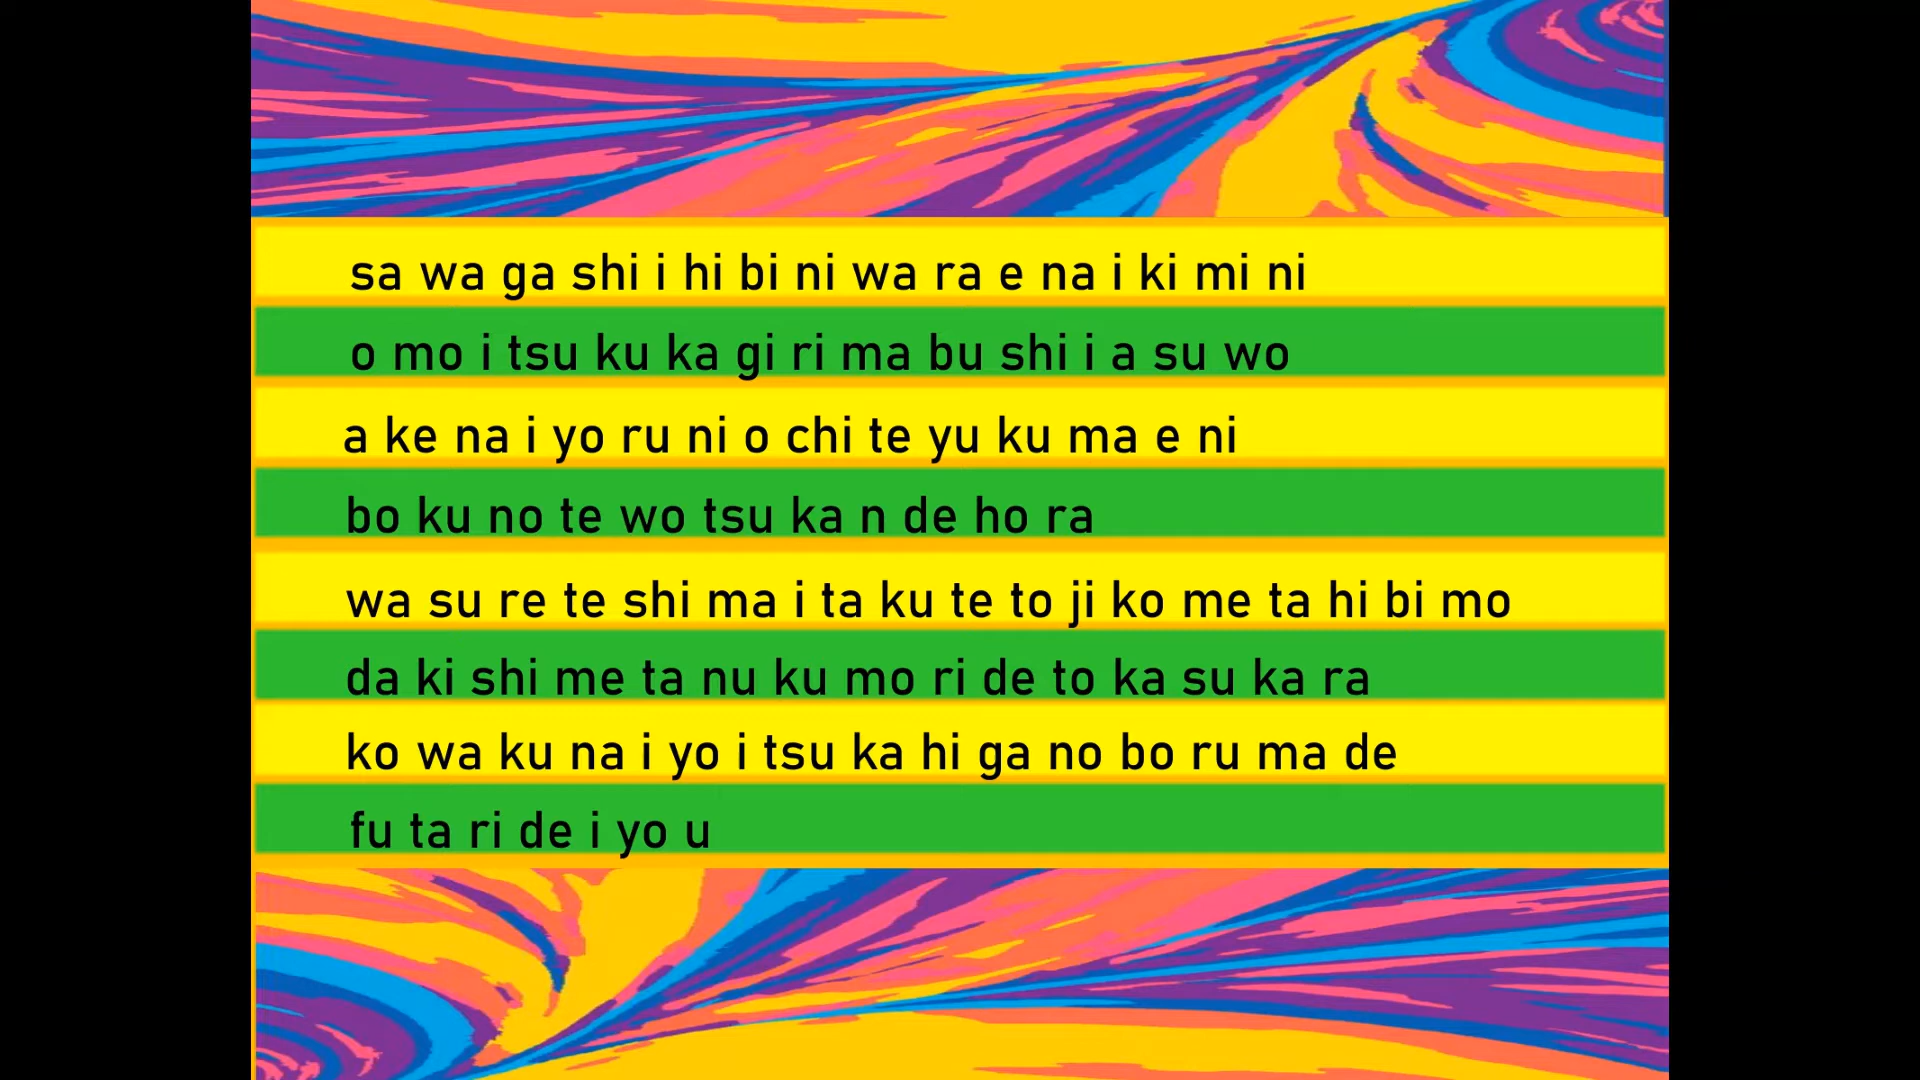 sa wa ga shi i hi bi ni wa ra e na i ki mi ni
o mo i tsu ku ka gi ri ma bu shi i a su wo
a ke na i yo ru ni o chi te yu ku ma e ni
bo ku no te wo tsu ka n de ho ra
wa su re te shi ma i ta ku te to ji ko me ta hi bi mo
da ki shi me ta nu ku mo ri de to ka su ka ra
ko wa ku na i yo i tsu ka hi ga no bo ru ma de
fu ta ri de i yo u